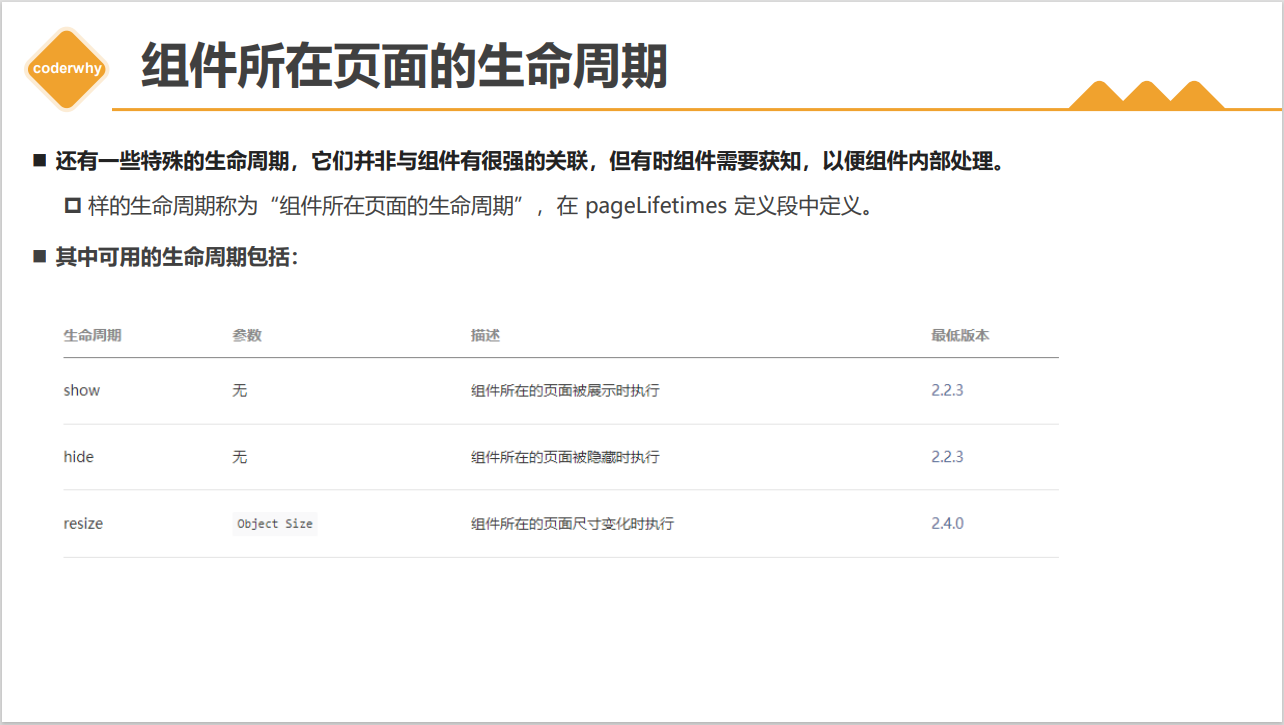 coderwhy
组件所在页面的生命周期
还有一些特殊的生命周期，它们并非与组件有很强的关联，但有时组件需要获知，以便组件内部处理。
样的生命周期称为“组件所在页面的生命周期”，在 pageLifetimes 定义段中定义。
其中可用的生命周期包括：
生命周期 参数 描述 最低版本
show 无 组件所在的页面被展示时执行 2.2.3
hide 无 组件所在的页面被隐藏时执行 2.2.3
resize Object Size 组件所在的页面尺寸变化时执行 2.4.0